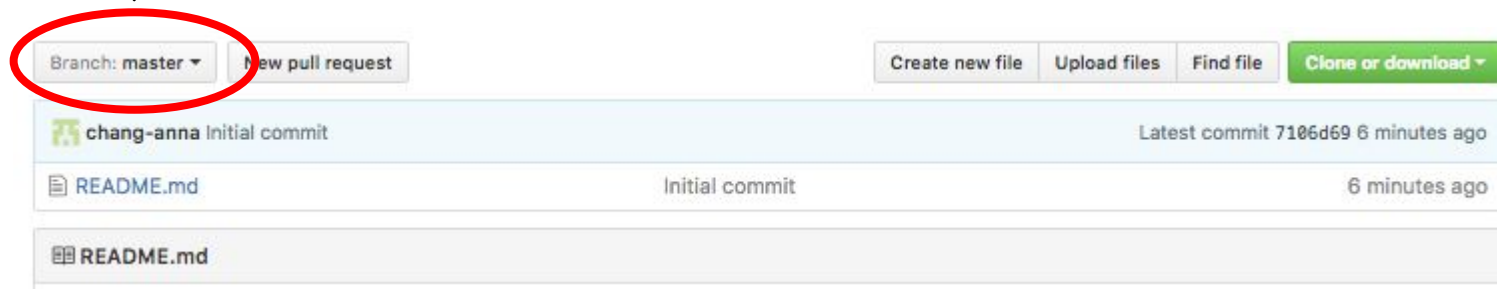 Branch: master New pull request Create new file Upload files Find file Clone or download
chang-anna Initial commit Latest commit 7106d69 6 minutes ago
README.md Initial commit 6 minutes ago
README.md